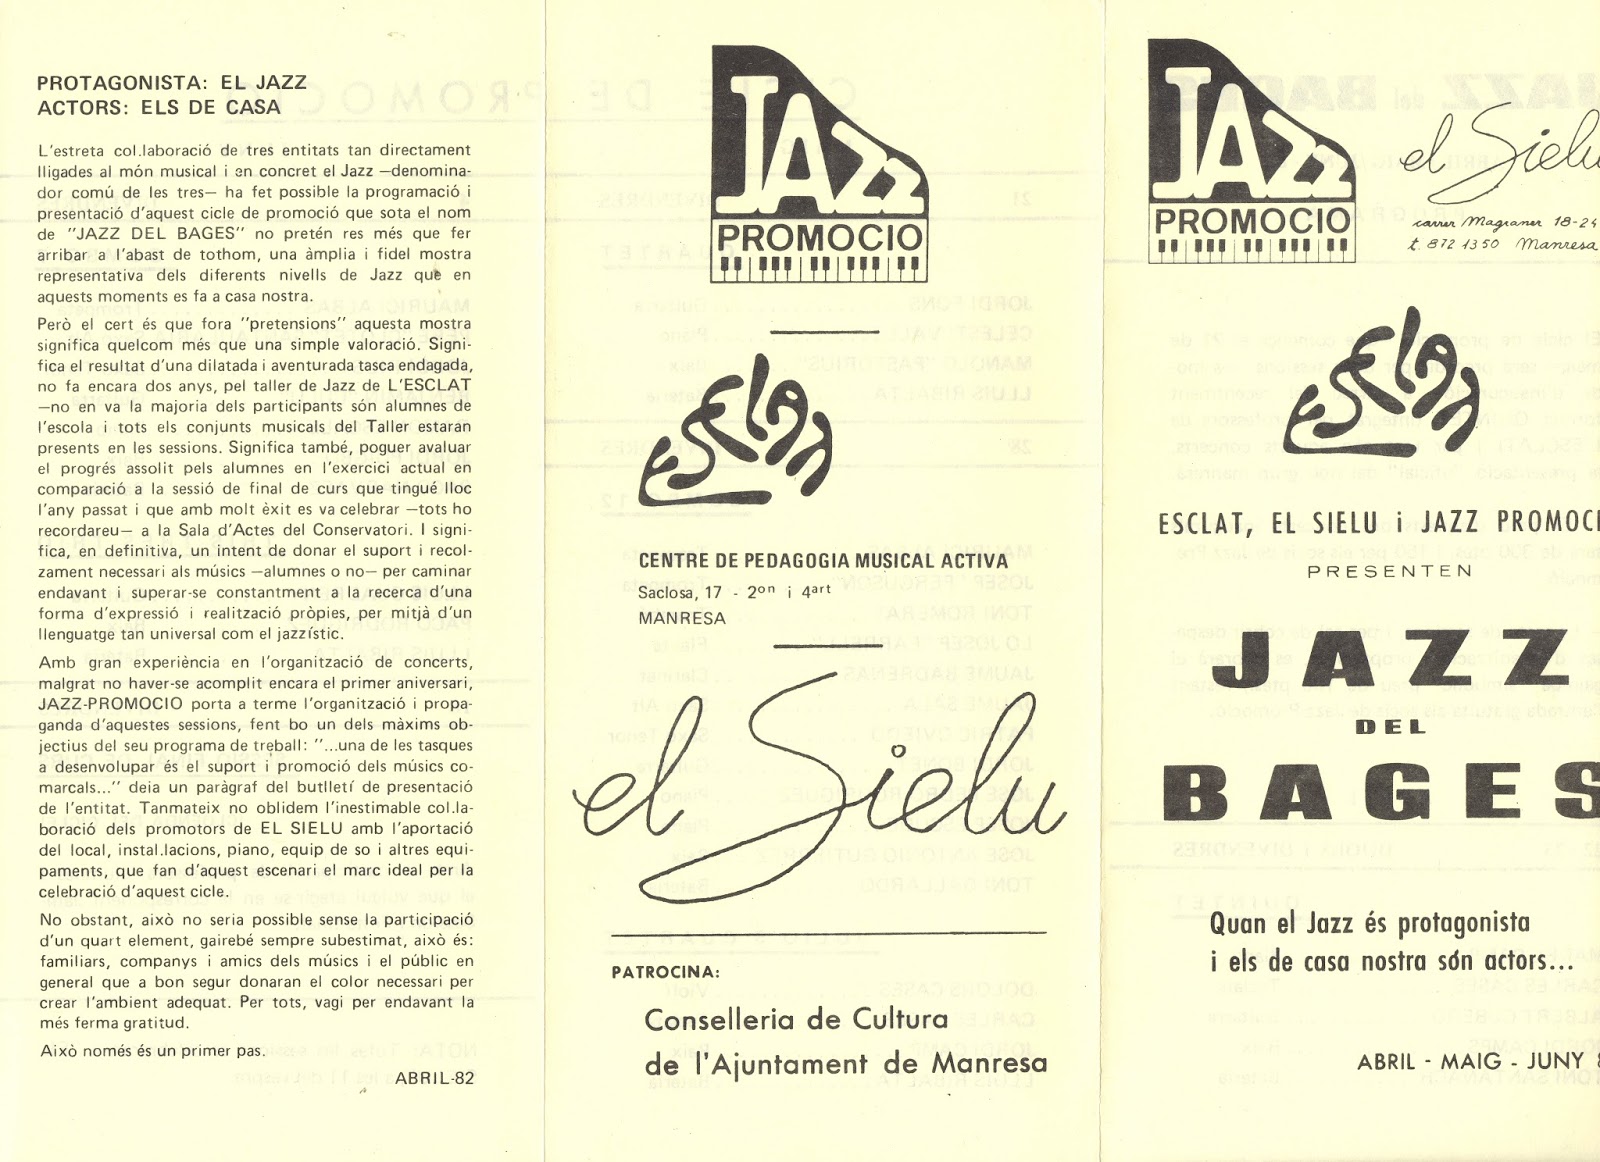 PROTAGONISTA: EL JAZZ
ACTORS: ELS DE CASA
L'estreta col.laboració de tres entitats tan directament
lligades al món musical i en concret el Jazz —denomina-
dor comú de les tres— ha fet possible la programació i
presentació d'aquest cicle de promoció que sota el nom
de "JAZZ DEL BAGES" no pretén res més que fer
arribar a l'abast de tothom, una àmplia i fidel mostra
representativa dels diferents nivells de Jazz que en
aquests moments es fa a casa nostra.
Però el cert és que fora "pretensions" aquesta mostra
significa quelcom més que una simple valoració. Signi-
fica el resultat d'una dilatada i aventurada tasca endagada,
no fa encara dos anys, pel taller de Jazz de L'ESCLAT
—no en va la majoria dels participants són alumnes de
l'escola i tots els conjunts musicals del Taller estaran
presents en les sessions. Significa també, poguer avaluar
el progrés assolit pels alumnes en l'exercici actual en
comparació a la sessió de final de curs que tingué lloc
l'any passat i que amb molt èxit es va celebrar —tots ho
recordareu— a la Sala d'Actes del Conservatori. I signi-
fica, en definitiva, un intent de donar el suport i recol-
zament necessari als músics —alumnes o no— per caminar
endavant i superar-se constantment a la recerca d'una
forma d'expressió i realització pròpies, per mitjà d'un
llenguatge tan universal com el jazzístic.
Amb gran experiència en l'organització de concerts,
malgrat no haver-se acomplit encara el primer aniversari,
JAZZ-PROMOCIO porta a terme l'organització i propa-
ganda d'aquestes sessions, fent bo un dels màxims ob-
jectius del seu programa de treball: "...una de les tasques
a desenvolupar és el suport i promoció dels músics co-
marcals..." deia un paràgraf del butlletí de presentació
de l'entitat. Tanmateix no oblidem l'inestimable col.la-
boració dels promotors de EL SIELU amb l'aportació
del local, instal.lacions, piano, equip de so i altres equi-
paments, que fan d'aquest escenari el marc ideal per la
celebració d'aquest cicle.
No obstant, això no seria possible sense la participació
d'un quart element, gairebé sempre subestimat, això és:
familiars, companys i amics dels músics i el públic en
general que a bon segur donaran el color necessari per
crear l'ambient adequat. Per tots, vagi per endavant la
més ferma gratitud.
Això només és un primer pas.
ABRIL-82
JAZZ
PROMOCIO
ESCLAT
CENTRE DE PEDAGOGIA MUSICAL ACTIVA
Saclosa, 17 - 2on i 4art
MANRESA
el Sielu
PATROCINA:
Conselleria de Cultura
de l'Ajuntament de Manresa
JAZZ
PROMOCIO
el Sielu
carrer Magraner 18-24
t. 872 1350 Manresa
ESCLAT
ESCLAT, EL SIELU i JAZZ PROMOCI
PRESENTEN
JAZZ
DEL
BAGES
Quan el Jazz és protagonista
i els de casa nostra són actors...
ABRIL - MAIG - JUNY 8